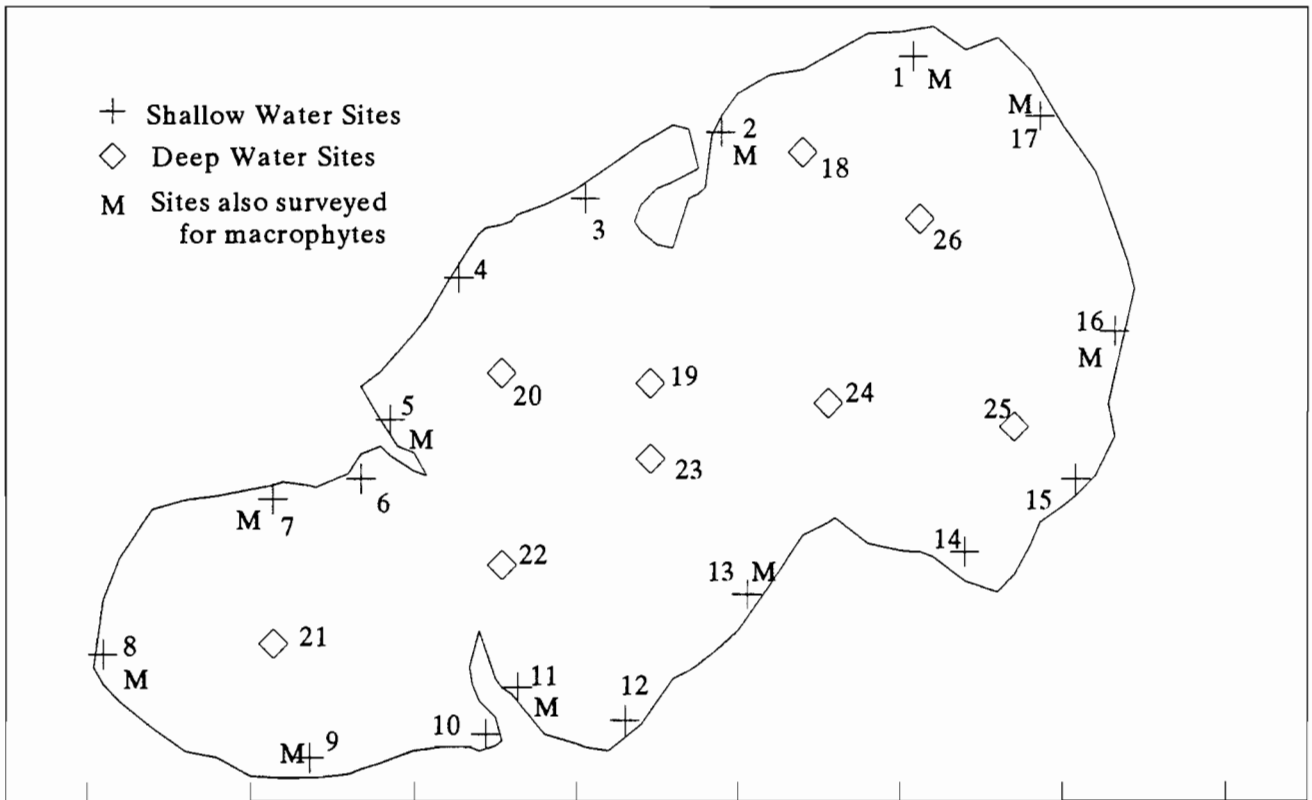 Shallow Water Sites
Deep Water Sites
M Sites also surveyed
for macrophytes
1 M
M
17
2
M
18
3
26
4
16
M
19
20
24
5
M
25
23
6
M 7
15
14
22
13 M
21
8
M
11
M
12
10
M 9